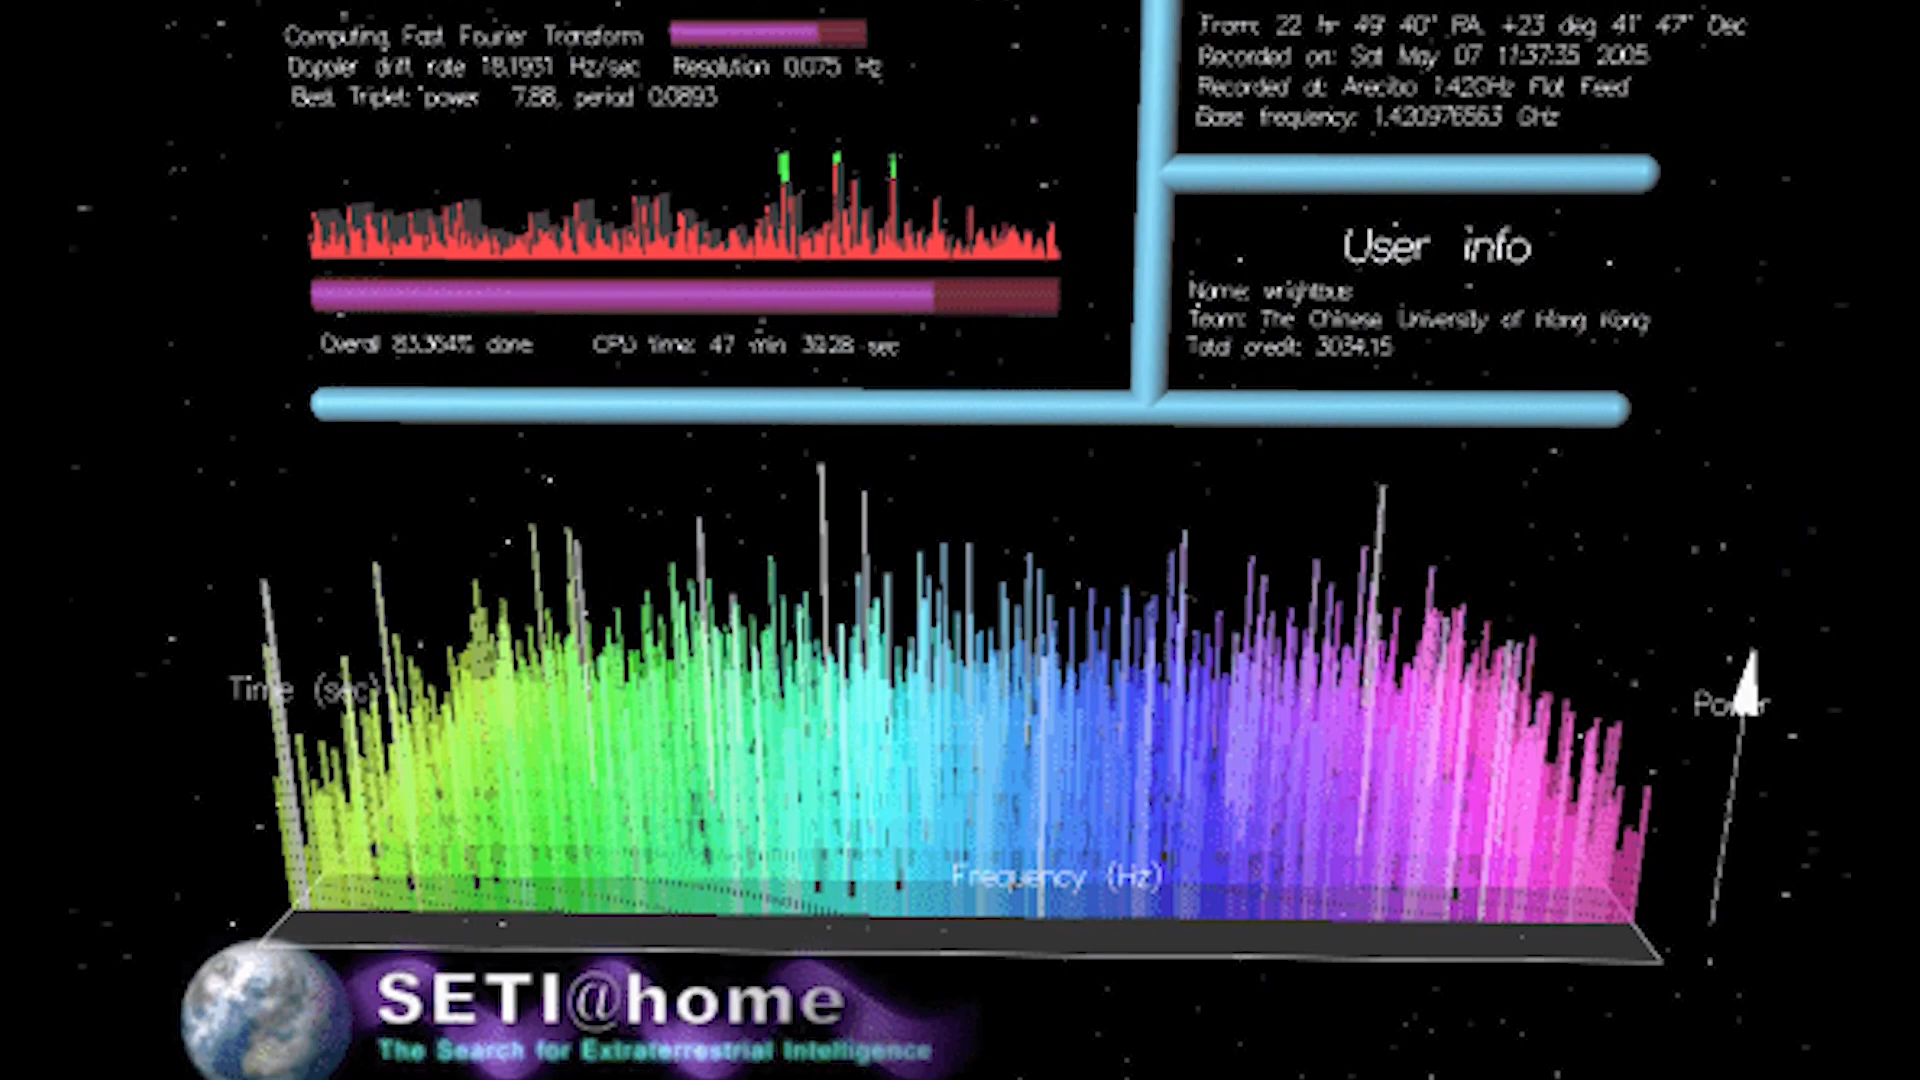 Computing Fast Fourier Transform
Doppler drift rate 18.1931 Hz/sec Resolution 0.075 Hz
Best Triplet: power 7.88, period 0.0893
Overall 83.364% done CPU time: 47 min 39.28 sec
From: 22 hr 49' 40" RA, +23 deg 41' 47" Dec
Recorded on: Sat May 07 11:37:35 2005
Recorded at: Arecibo 1.42GHz Flat Feed
Base frequency: 1.420976563 GHz
User info
Name: wrightbus
Team: The Chinese University of Hong Kong
Total credit: 3034.15
Time (sec)
Power
Frequency (Hz)
SETI@home
The Search for Extraterrestrial Intelligence